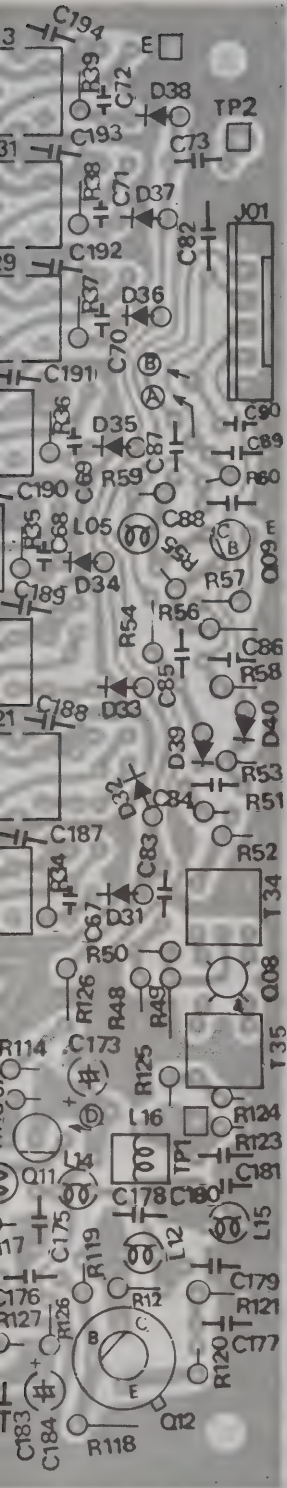 C194
E
R39
C72
D38
TP2
C193
C73
R38
C71
D37
J01
C82
C192
R37
D36
C70
B
A
C191
R36
D35
C90
C87
C89
C69
R59
R60
C190
R35
C68
L05
C88
C
B
E
Q09
R55
D34
R57
C189
R56
R54
C86
R58
C85
D33
C188
D40
D39
R53
D32
C84
R51
C187
C83
R52
R34
T34
C67
D31
R50
Q08
R126
R48
R49
T35
R114
C173
R125
R124
L16
TP1
R123
Q11
C181
C178
C180
C175
L15
L12
R119
C179
C176
R12
R121
R127
R126
B
C
E
C177
R120
C183
C184
Q12
R118